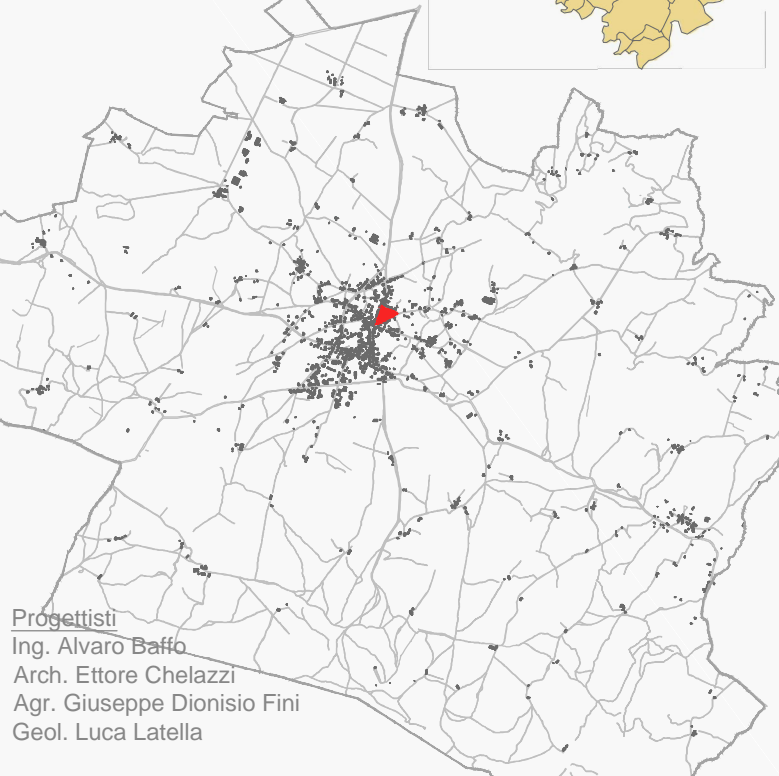 Progettisti
Ing. Alvaro Baffo
Arch. Ettore Chelazzi
Agr. Giuseppe Dionisio Fini
Geol. Luca Latella